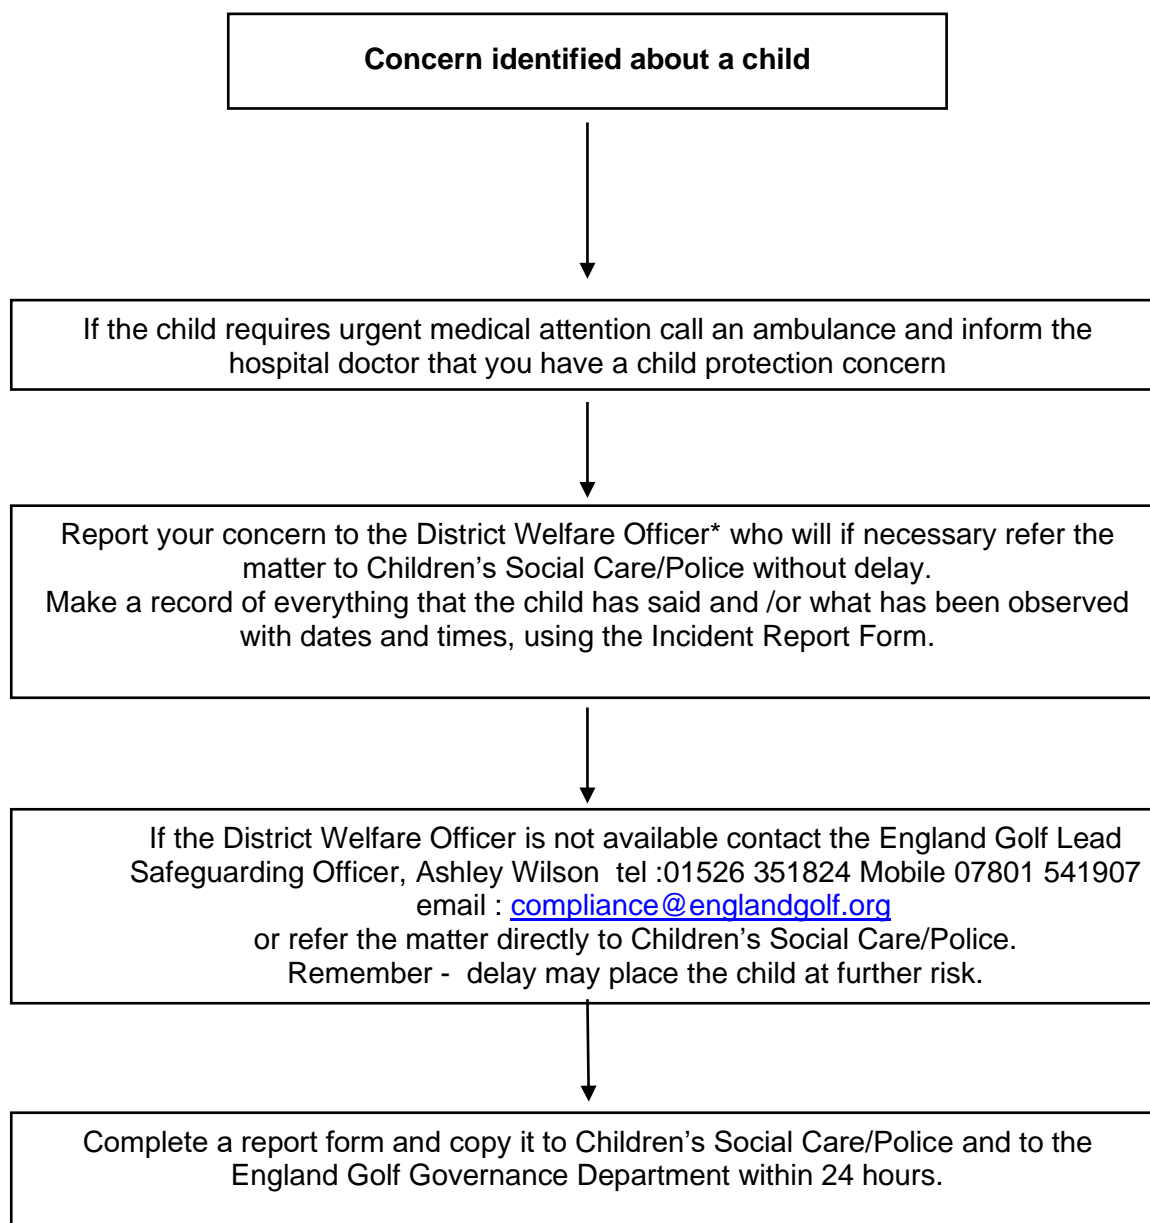 Concern identified about a child
If the child requires urgent medical attention call an ambulance and inform the
hospital doctor that you have a child protection concern
Report your concern to the District Welfare Officer* who will if necessary refer the
matter to Children’s Social Care/Police without delay.
Make a record of everything that the child has said and /or what has been observed
with dates and times, using the Incident Report Form.
If the District Welfare Officer is not available contact the England Golf Lead
Safeguarding Officer, Ashley Wilson  tel :01526 351824 Mobile 07801 541907
email : compliance@englandgolf.org
or refer the matter directly to Children’s Social Care/Police.
Remember -  delay may place the child at further risk.
Complete a report form and copy it to Children’s Social Care/Police and to the
England Golf Governance Department within 24 hours.